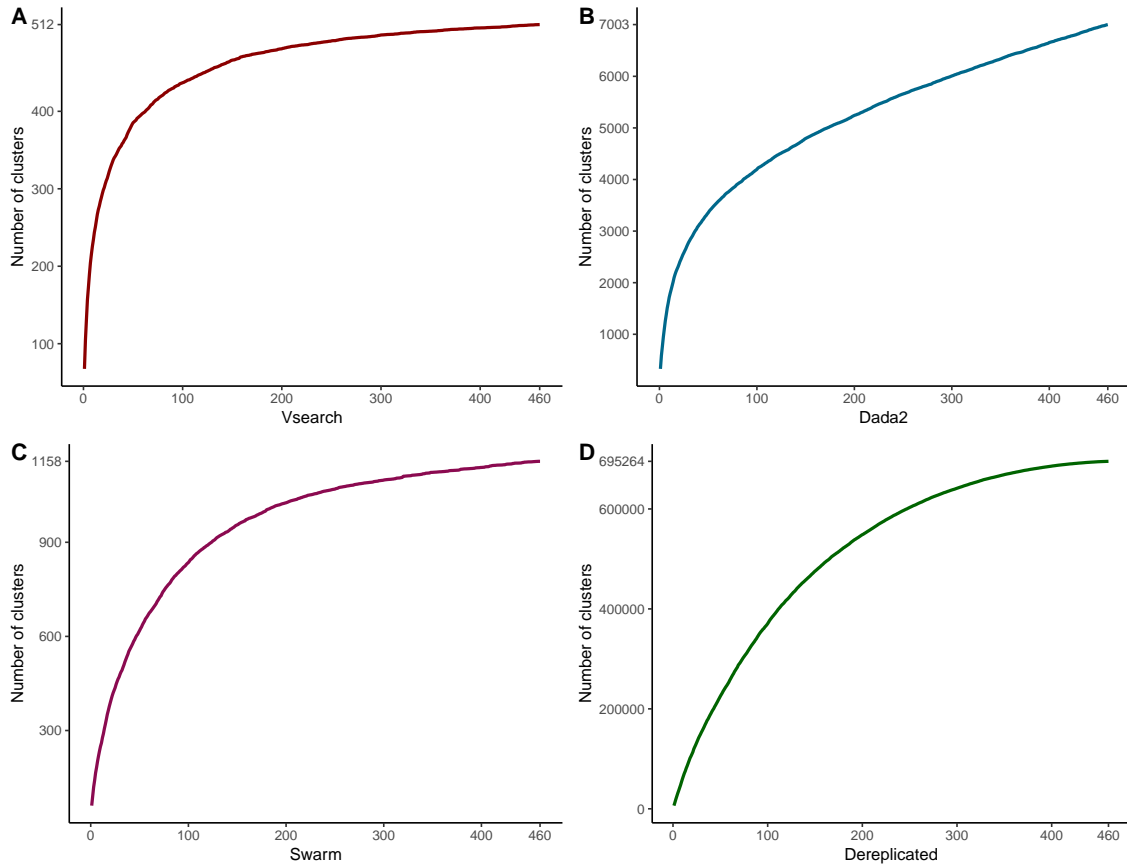 A
512
400
300
200
100
Number of clusters
0 100 200 300 400 460
Vsearch
B
7003
6000
5000
4000
3000
2000
1000
Number of clusters
0 100 200 300 400 460
Dada2
C
1158
900
600
300
Number of clusters
0 100 200 300 400 460
Swarm
D
695264
600000
400000
200000
0
Number of clusters
0 100 200 300 400 460
Dereplicated